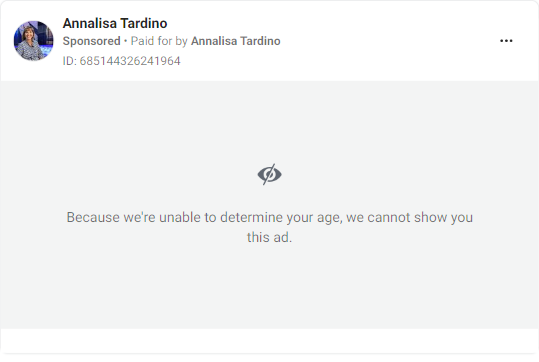 Annalisa Tardino
Sponsored • Paid for by Annalisa Tardino
ID: 685144326241964
Because we're unable to determine your age, we cannot show you
this ad.